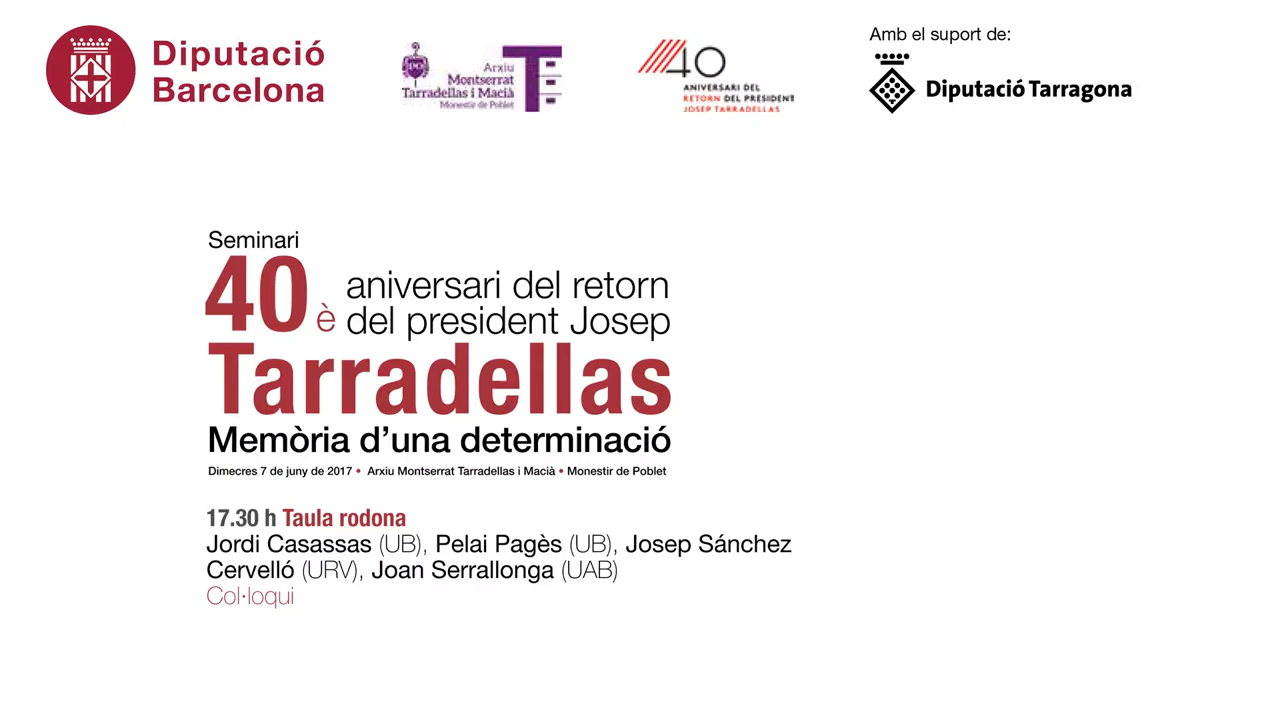 Diputació
Barcelona
Arxiu
Montserrat
Tarradellas i Macià
Monestir de Poblet
40
ANIVERSARI DEL
RETORN DEL PRESIDENT
JOSEP TARRADELLAS
Amb el suport de:
Diputació Tarragona
Seminari
40è aniversari del retorn
del president Josep
Tarradellas
Memòria d'una determinació
Dimecres 7 de juny de 2017 • Arxiu Montserrat Tarradellas i Macià • Monestir de Poblet
17.30 h Taula rodona
Jordi Casassas (UB), Pelai Pagès (UB), Josep Sánchez
Cervelló (URV), Joan Serrallonga (UAB)
Col·loqui